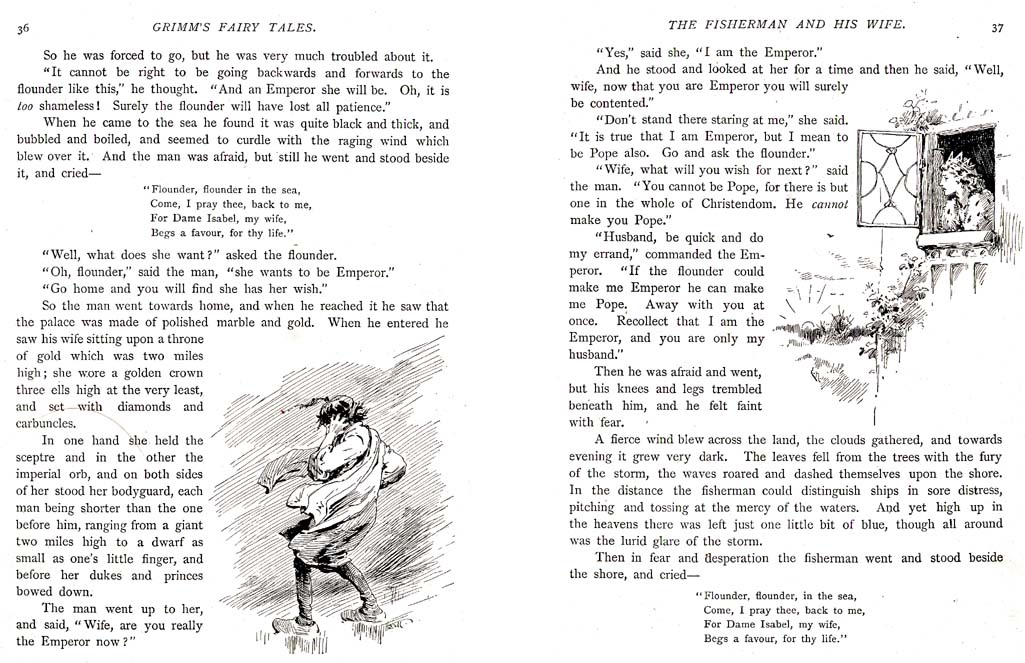 36
GRIMM'S FAIRY TALES.
So he was forced to go, but he was very much troubled about it.
"It cannot be right to be going backwards and forwards to the
flounder like this," he thought. "And an Emperor she will be. Oh, it is
too shameless! Surely the flounder will have lost all patience."
When he came to the sea he found it was quite black and thick, and
bubbled and boiled, and seemed to curdle with the raging wind which
blew over it. And the man was afraid, but still he went and stood beside
it, and cried—
"Flounder, flounder in the sea,
Come, I pray thee, back to me,
For Dame Isabel, my wife,
Begs a favour, for thy life."
"Well, what does she want?" asked the flounder.
"Oh, flounder," said the man, "she wants to be Emperor."
"Go home and you will find she has her wish."
So the man went towards home, and when he reached it he saw that
the palace was made of polished marble and gold. When he entered he
saw his wife sitting upon a throne
of gold which was two miles
high; she wore a golden crown
three ells high at the very least,
and set with diamonds and
carbuncles.
In one hand she held the
sceptre and in the other the
imperial orb, and on both sides
of her stood her bodyguard, each
man being shorter than the one
before him, ranging from a giant
two miles high to a dwarf as
small as one's little finger, and
before her dukes and princes
bowed down.
The man went up to her,
and said, "Wife, are you really
the Emperor now?"
THE FISHERMAN AND HIS WIFE.
37
"Yes," said she, "I am the Emperor."
And he stood and looked at her for a time and then he said, "Well,
wife, now that you are Emperor you will surely
be contented."
"Don't stand there staring at me," she said.
"It is true that I am Emperor, but I mean to
be Pope also. Go and ask the flounder."
"Wife, what will you wish for next?" said
the man. "You cannot be Pope, for there is but
one in the whole of Christendom. He cannot
make you Pope."
"Husband, be quick and do
my errand," commanded the Em-
peror. "If the flounder could
make me Emperor he can make
me Pope. Away with you at
once. Recollect that I am the
Emperor, and you are only my
husband."
Then he was afraid and went,
but his knees and legs trembled
beneath him, and he felt faint
with fear.
A fierce wind blew across the land, the clouds gathered, and towards
evening it grew very dark. The leaves fell from the trees with the fury
of the storm, the waves roared and dashed themselves upon the shore.
In the distance the fisherman could distinguish ships in sore distress,
pitching and tossing at the mercy of the waters. And yet high up in
the heavens there was left just one little bit of blue, though all around
was the lurid glare of the storm.
Then in fear and desperation the fisherman went and stood beside
the shore, and cried—
"Flounder, flounder, in the sea,
Come, I pray thee, back to me,
For Dame Isabel, my wife,
Begs a favour, for thy life."